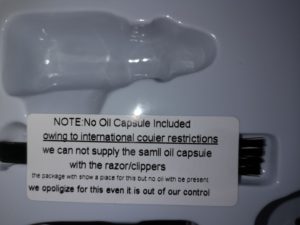 NOTE:No Oil Capsule Included
owing to international couier restrictions
we can not supply the samll oil capsule
with the razor/clippers
the package with show a place for this but no oil with be present
we opoligize for this even it is out of our control